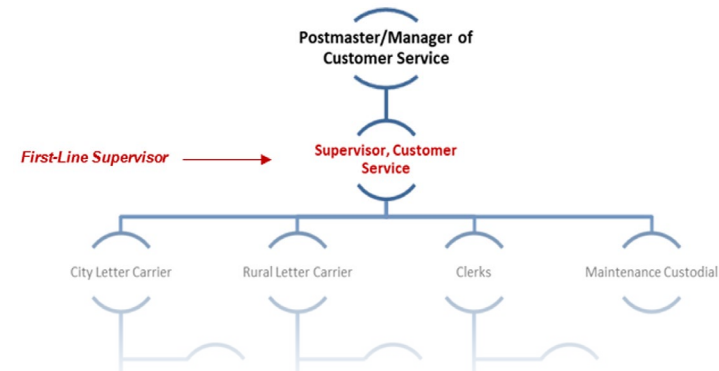 Postmaster/Manager of
Customer Service
First-Line Supervisor
Supervisor, Customer
Service
City Letter Carrier
Rural Letter Carrier
Clerks
Maintenance Custodial